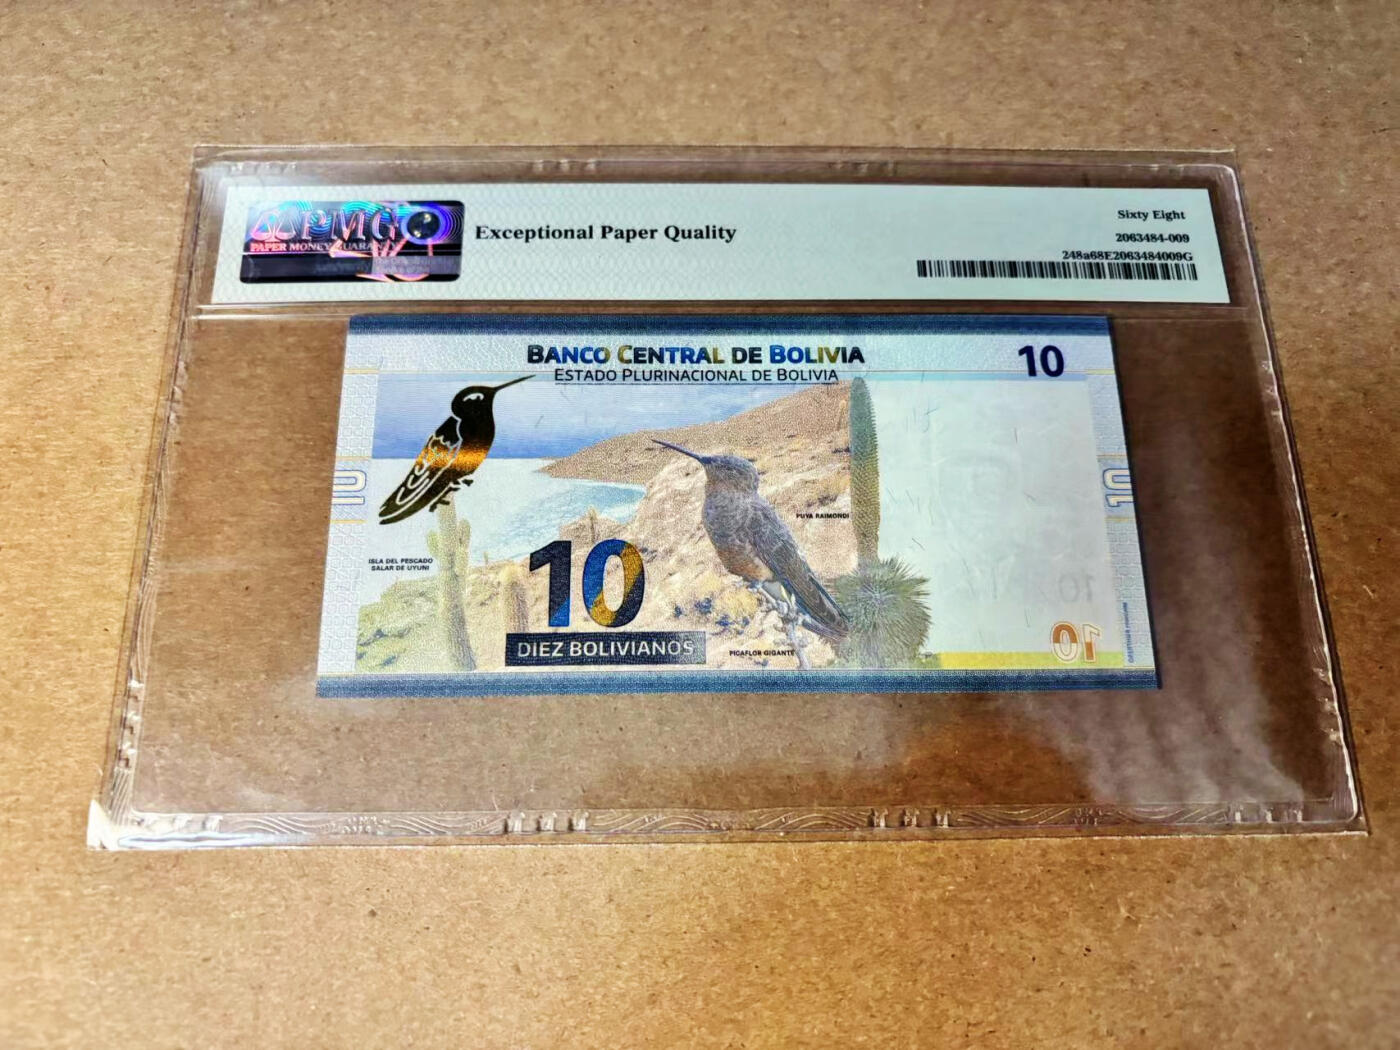 PMG
PAPER MONEY GUARANTY
Exceptional Paper Quality
Sixty Eight
2063484-009
248a68E2063484009G
BANCO CENTRAL DE BOLIVIA
ESTADO PLURINACIONAL DE BOLIVIA
10
10
10
PUYA RAIMONDI
ISLA DEL PESCADO
SALAR DE UYUNI
10
DIEZ BOLIVIANOS
PICAFLOR GIGANTE
10